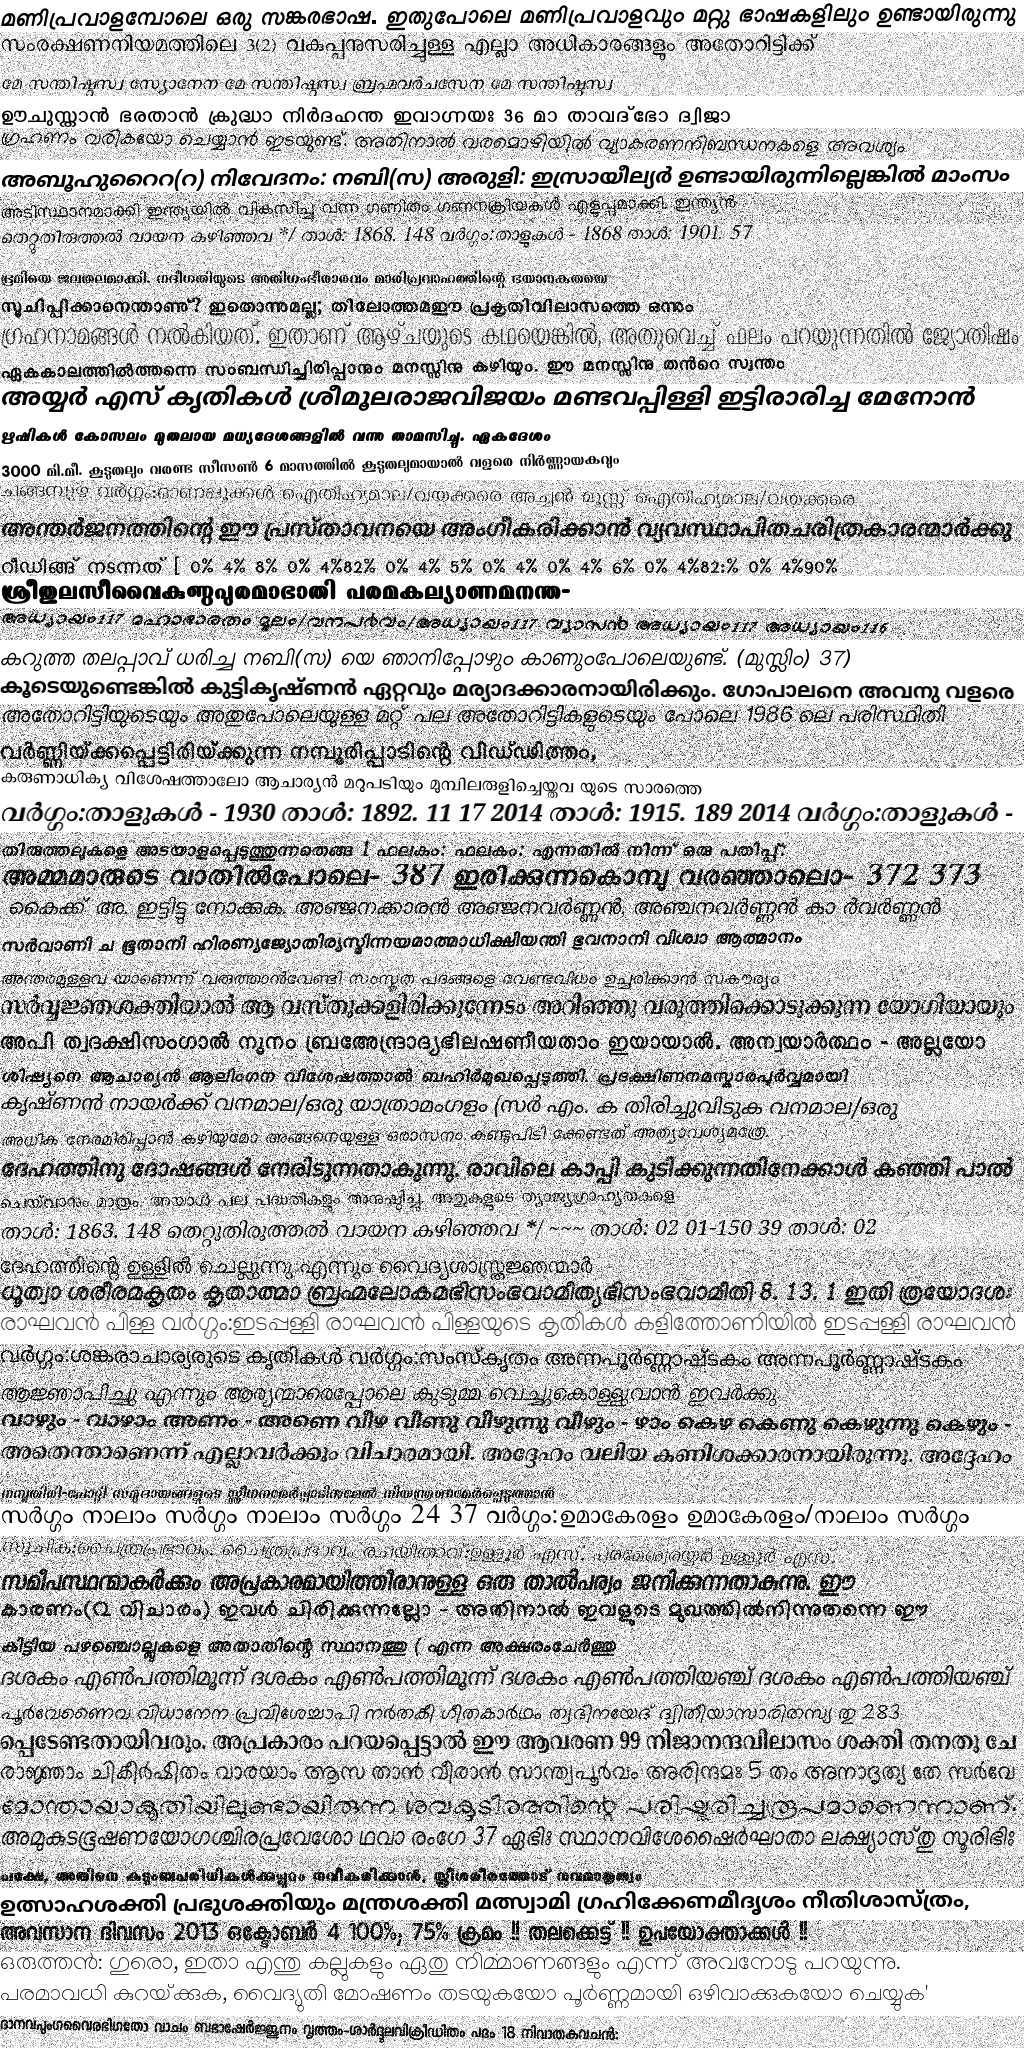 മണിപ്രവാളമ്പോലെ ഒരു സങ്കരഭാഷ. ഇതുപോലെ മണിപ്രവാളവും മറ്റു ഭാഷകളിലും ഉണ്ടായിരുന്നു
സംരക്ഷണനിയമത്തിലെ 3(2) വകുപ്പനുസരിച്ചുള്ള എല്ലാ അധികാരങ്ങളും അതോറിട്ടിക്ക്
മേ സന്തിഷ്ഠസ്വ സ്യോനേന മേ സന്തിഷ്ഠസ്വ ബ്രഹ്മവർചസേന മേ സന്തിഷ്ഠസ്വ
ഊചുസ്താൻ ഭരതാൻ ക്രുദ്ധാ നിർദഹന്ത ഇവാഗ്നയഃ 36 മാ താവദ്ഭോ ദ്വിജാ
ഗ്രഹണം വരികയോ ചെയ്യാൻ ഇടയുണ്ട്. അതിനാൽ വരമൊഴിയിൽ വ്യാകരണനിബന്ധനകളെ അവശ്യം
അബൂഹുറൈറ(റ) നിവേദനം: നബി(സ) അരുളി: ഇസ്രായീല്യർ ഉണ്ടായിരുന്നില്ലെങ്കിൽ മാംസം
അടിസ്ഥാനമാക്കി ഇന്ത്യയിൽ വികസിച്ചു വന്ന ഗണിതം ഗണനക്രിയകൾ എളുപ്പമാക്കി. ഇന്ത്യൻ
തെറ്റുതിരുത്തൽ വായന കഴിഞ്ഞവ */ താൾ: 1868. 148 വർഗ്ഗം:താളുകൾ - 1868 താൾ: 1901. 57
ഭൂമിയെ ജലതലമാക്കി. നദീഗതിയുടെ അതിഗംഭീരാരവം മാരിപ്രവാഹത്തിന്റെ ഭയാനകതയെ
സൂചിപ്പിക്കാനെന്താണു്? ഇതൊന്നുമല്ല; തിലോത്തമഈ പ്രകൃതിവിലാസത്തെ ഒന്നും
ഗ്രഹനാമങ്ങൾ നൽകിയത്. ഇതാണ് ആഴ്ചയുടെ കഥയെങ്കിൽ, അതുവെച്ച് ഫലം പറയുന്നതിൽ ജ്യോതിഷം
ഏകകാലത്തിൽത്തന്നെ സംബന്ധിച്ചിരിപ്പാനും മനസ്സിനു കഴിയും. ഈ മനസ്സിനു തൻറെ സ്വന്തം
അയ്യർ എസ് കൃതികൾ ശ്രീമൂലരാജവിജയം മണ്ടവപ്പിള്ളി ഇട്ടിരാരിച്ച മേനോൻ
ഋഷികൾ കോസലം മുതലായ മധ്യദേശങ്ങളിൽ വന്നു താമസിച്ചു. ഏകദേശം
3000 മി.മീ. കൂടുതലും വരണ്ട സീസൺ 6 മാസത്തിൽ കൂടുതലുമായാൽ വളരെ നിർണ്ണായകവും
ചങ്ങമ്പുഴ വർഗ്ഗം:ഓണപ്പൂക്കൾ ഐതിഹ്യമാല/വയക്കരെ അച്ഛൻ മൂസ്സ് ഐതിഹ്യമാല/വയക്കരെ
അന്തർജനത്തിന്റെ ഈ പ്രസ്താവനയെ അംഗീകരിക്കാൻ വ്യവസ്ഥാപിതചരിത്രകാരന്മാർക്കു
റീഡിങ്ങ് നടന്നത് [ 0% 4% 8% 0% 4%82% 0% 4% 5% 0% 4% 0% 4% 6% 0% 4%82:% 0% 4%90%
ശ്രീതുലസീവൈകുണ്ഠപുരമാഭാതി പരമകല്യാണമനന്ത-
അധ്യായം117 മഹാഭാരതം മൂലം/വനപർവം/അധ്യായം117 വ്യാസൻ അധ്യായം117 അധ്യായം116
കറുത്ത തലപ്പാവ് ധരിച്ച നബി(സ) യെ ഞാനിപ്പോഴും കാണുംപോലെയുണ്ട്. (മുസ്ലിം) 37)
കൂടെയുണ്ടെങ്കിൽ കുട്ടികൃഷ്ണൻ ഏറ്റവും മര്യാദക്കാരനായിരിക്കും. ഗോപാലനെ അവനു വളരെ
അതോറിട്ടിയുടെയും അതുപോലെയുള്ള മറ്റ് പല അതോറിട്ടികളുടെയും പോലെ 1986 ലെ പരിസ്ഥിതി
വർണ്ണിയ്ക്കപ്പെട്ടിരിയ്ക്കുന്ന നമ്പൂരിപ്പാടിന്റെ വിഡ്ഢിത്തം,
കരുണാധിക്യ വിശേഷത്താലോ ആചാര്യൻ മറുപടിയും മുമ്പിലരുളിച്ചെയ്തവ യുടെ സാരത്തെ
വർഗ്ഗം:താളുകൾ - 1930 താൾ: 1892. 11 17 2014 താൾ: 1915. 189 2014 വർഗ്ഗം:താളുകൾ -
തിരുത്തലുകളെ അടയാളപ്പെടുത്തുന്നതെങ്ങ 1 ഫലകം: ഫലകം: എന്നതിൽ നിന്ന് ഒരു പതിപ്പ്:
അമ്മമാരുടെ വാതിൽപോലെ- 387 ഇരിക്കുന്നകൊമ്പു വരഞ്ഞാലൊ- 372 373
കൈക്ക് അ. ഇട്ടിട്ടു നോക്കുക. അഞ്ജനക്കാരൻ അഞ്ജനവർണ്ണൻ, അഞ്ചനവർണ്ണൻ കാ ർവർണ്ണൻ
സർവാണി ച ഭൂതാനി ഹിരണ്യജ്യോതിര്യസ്മിന്നയമാത്മാധിക്ഷിയന്തി ഭുവനാനി വിശ്വാ ആത്മാനം
അന്തരമുള്ളവ യാണെന്ന് വരുത്താൻവേണ്ടി സംസ്കൃത പദങ്ങളെ വേണ്ടവിധം ഉച്ചരിക്കാൻ സകൗര്യം
സർവ്വജ്ഞശക്തിയാൽ ആ വസ്തുക്കളിരിക്കുന്നേടം അറിഞ്ഞു വരുത്തിക്കൊടുക്കുന്ന യോഗിയായും
അപി ത്വദക്ഷിസംഗാൽ നൂനം ബ്രഹ്മേന്ദ്രാദ്യഭിലഷണീയതാം ഇയായാൽ. അന്വയാർത്ഥം - അല്ലയോ
ശിഷ്യനെ ആചാര്യൻ ആലിംഗന വിശേഷത്താൽ ബഹിർമുഖപ്പെടുത്തി. പ്രദക്ഷിണനമസ്കാരപൂർവ്വമായി
കൃഷ്ണൻ നായർക്ക് വനമാല/ഒരു യാത്രാമംഗളം (സർ എം. ക തിരിച്ചുവിടുക വനമാല/ഒരു
അധിക നേരമിരിപ്പാൻ കഴിയുമോ അങ്ങനെയുള്ള ഒരാസനം കണ്ടുപിടി ക്കേണ്ടത് അത്യാവശ്യമത്രേ.
ദേഹത്തിനു ദോഷങ്ങൾ നേരിടുന്നതാകുന്നു. രാവിലെ കാപ്പി കുടിക്കുന്നതിനേക്കാൾ കഞ്ഞി പാൽ
ചെയ്‌വാനും മാത്രം. അയാൾ പല പദ്ധതികളും അനുഷ്ഠിച്ചു. അതുകളുടെ ത്യാജ്യഗ്രാഹ്യതകളെ
താൾ: 1863. 148 തെറ്റുതിരുത്തൽ വായന കഴിഞ്ഞവ */ ~~~ താൾ: 02 01-150 39 താൾ: 02
ദേഹത്തിന്റെ ഉള്ളിൽ ചെല്ലുന്നു.എന്നും വൈദ്യശാസ്ത്രജ്ഞന്മാർ
ധൂത്വാ ശരീരമകൃതം കൃതാത്മാ ബ്രഹ്മലോകമഭിസംഭവാമീത്യഭിസംഭവാമീതി 8. 13. 1 ഇതി ത്രയോദശഃ
രാഘവൻ പിള്ള വർഗ്ഗം:ഇടപ്പള്ളി രാഘവൻ പിള്ളയുടെ കൃതികൾ കളിത്തോണിയിൽ ഇടപ്പള്ളി രാഘവൻ
വർഗ്ഗം:ശങ്കരാചാര്യരുടെ കൃതികൾ വർഗ്ഗം:സംസ്കൃതം അന്നപൂർണ്ണാഷ്ടകം അന്നപൂർണ്ണാഷ്ടകം
ആജ്ഞാപിച്ചു എന്നും ആര്യന്മാരെപ്പോലെ കുടുമ്മ വെച്ചുകൊള്ളുവാൻ ഇവർക്കു
വാഴും - വാഴാം അണം - അണെ വീഴ വീണു വീഴുന്നു വീഴും - ഴാം കെഴ കെണു കെഴുന്നു കെഴും -
അതെന്താണെന്ന് എല്ലാവർക്കും വിചാരമായി. അദ്ദേഹം വലിയ കുണിശക്കാരനായിരുന്നു. അദ്ദേഹം
നമ്പൂതിരി-പോറ്റി സമുദായങ്ങളുടെ സ്ത്രീധനമേർപ്പാടിനുമേൽ നിയന്ത്രണമേർപ്പെടുത്താൻ
സർഗ്ഗം നാലാം സർഗ്ഗം നാലാം സർഗ്ഗം 24 37 വർഗ്ഗം:ഉമാകേരളം ഉമാകേരളം/നാലാം സർഗ്ഗം
സൂചിക:ചൈത്രപ്രഭാവം. ചൈത്രപ്രഭാവം രചയിതാവ്:ഉള്ളൂർ എസ്. പരമേശ്വരയ്യർ ഉള്ളൂർ എസ്.
സമീപസ്ഥന്മാകർക്കും അപ്രകാരമായിത്തീരാനുള്ള ഒരു താൽപര്യം ജനിക്കുന്നതാകുന്നു. ഈ
കാരണം(൧ വിചാരം) ഇവൾ ചിരിക്കുന്നല്ലോ - അതിനാൽ ഇവളുടെ മുഖത്തിൽനിന്നുതന്നെ ഈ
കിട്ടിയ പഴഞ്ചൊല്ലുകളെ അതാതിന്റെ സ്ഥാനത്തു ( എന്ന അക്ഷരംചേർത്തു
ദശകം എൺപത്തിമൂന്ന് ദശകം എൺപത്തിമൂന്ന് ദശകം എൺപത്തിയഞ്ച് ദശകം എൺപത്തിയഞ്ച്
പൂർവേണൈവ വിധാനേന പ്രവിശേച്ചാപി നർതകീ ഗീതകാർഥം ത്വഭിനയേദ് ദ്വിതീയാസാരിതസ്യ തു 283
പ്പെടേണ്ടതായിവരും. അപ്രകാരം പറയപ്പെട്ടാൽ ഈ ആവരണ 99 നിജാനന്ദവിലാസം ശക്തി തനതു ചേ
രാജ്ഞാം ചികീർഷിതം വാര്യാം ആസ താൻ വീരാൻ സാന്ത്വപൂർവം അരിന്ദമഃ 5 തം അനാദൃത്യ തേ സർവേ
മോന്തായാകൃതിയിലുണ്ടായിരുന്ന ശവകുടീരത്തിന്റെ പരിഷ്കരിച്ചരൂപമാണെന്നാണ്.
അമുകുടഭൂഷണയോഗശ്ചിരപ്രവേശോ ഥവാ രംഗേ 37 ഏഭിഃ സ്ഥാനവിശേഷൈർഘാതാ ലക്ഷ്യാസ്തു സൂരിഭിഃ
പക്ഷേ, അതിനെ കുടുംബപരിധികൾക്കപ്പുറം നവീകരിക്കാൻ, സ്ത്രീശരീരത്തോട് നവമാതൃത്വം
ഉത്സാഹശക്തി പ്രഭുശക്തിയും മന്ത്രശക്തി മത്സ്വാമി ഗ്രഹിക്കേണമീദൃശം നീതിശാസ്ത്രം,
അവസാന ദിവസം 2013 ഒക്ടോബർ 4 100%, 75% ക്രമം !! തലക്കെട്ട് !! ഉപയോക്താക്കൾ !!
ഒരുത്തൻ: ഗുരൊ, ഇതാ എന്തു കല്ലുകളും ഏതു നിമ്മാണങ്ങളും എന്ന് അവനോടു പറയുന്നു.
പരമാവധി കുറയ്ക്കുക, വൈദ്യുതി മോഷണം തടയുകയോ പൂർണ്ണമായി ഒഴിവാക്കുകയോ ചെയ്യുക'
ദാനവപുംഗവൈരഭിഗതോ വാചം ബഭാഷേർജ്ജുനം വൃത്തം-ശാർദ്ദൂലവിക്രീഡിതം പദം 18 നിവാതകവചൻ: